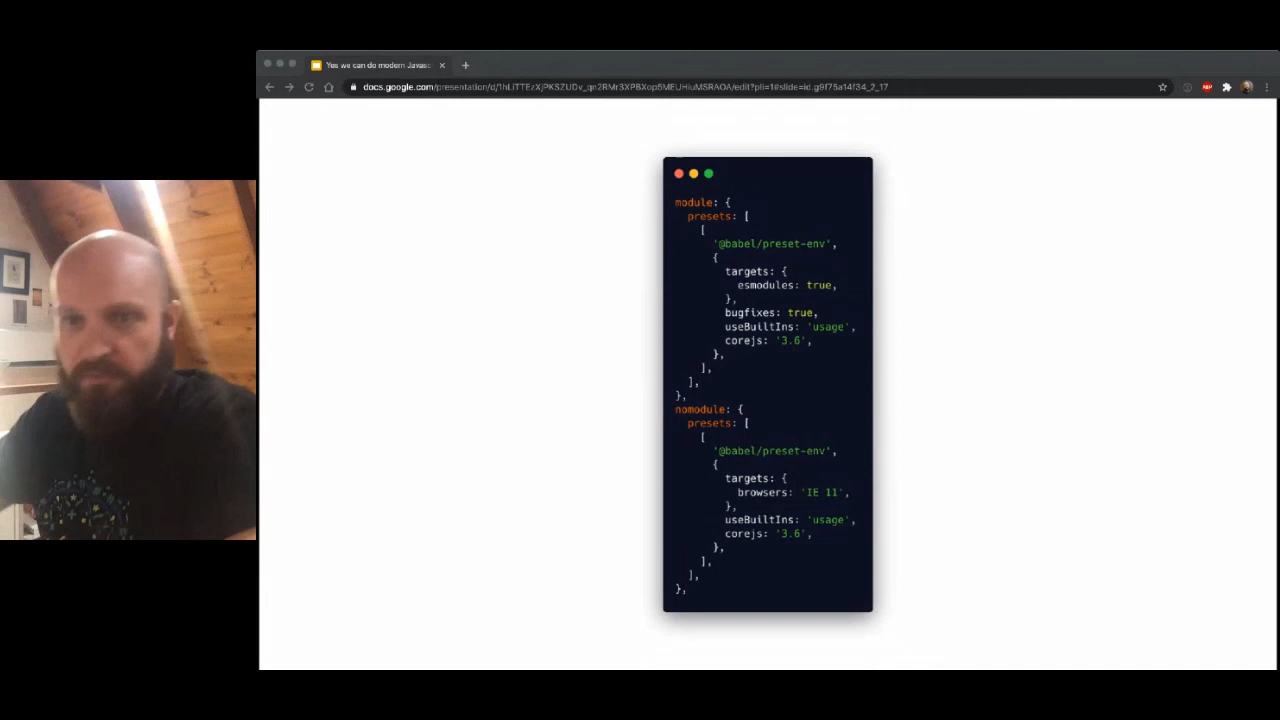 Yes we can do modern Javasc
docs.google.com/presentation/d/1hLiTTEzXjPKSZUDv_qn2RMr3XPBXop5MEUHiuMSRAOA/edit?pli=1#slide=id.g9f75a14f34_2_17
module: {
presets: [
[
'@babel/preset-env',
{
targets: {
esmodules: true,
},
bugfixes: true,
useBuiltIns: 'usage',
corejs: '3.6',
},
],
],
},
nomodule: {
presets: [
[
'@babel/preset-env',
{
targets: {
browsers: 'IE 11',
},
useBuiltIns: 'usage',
corejs: '3.6',
},
],
],
},